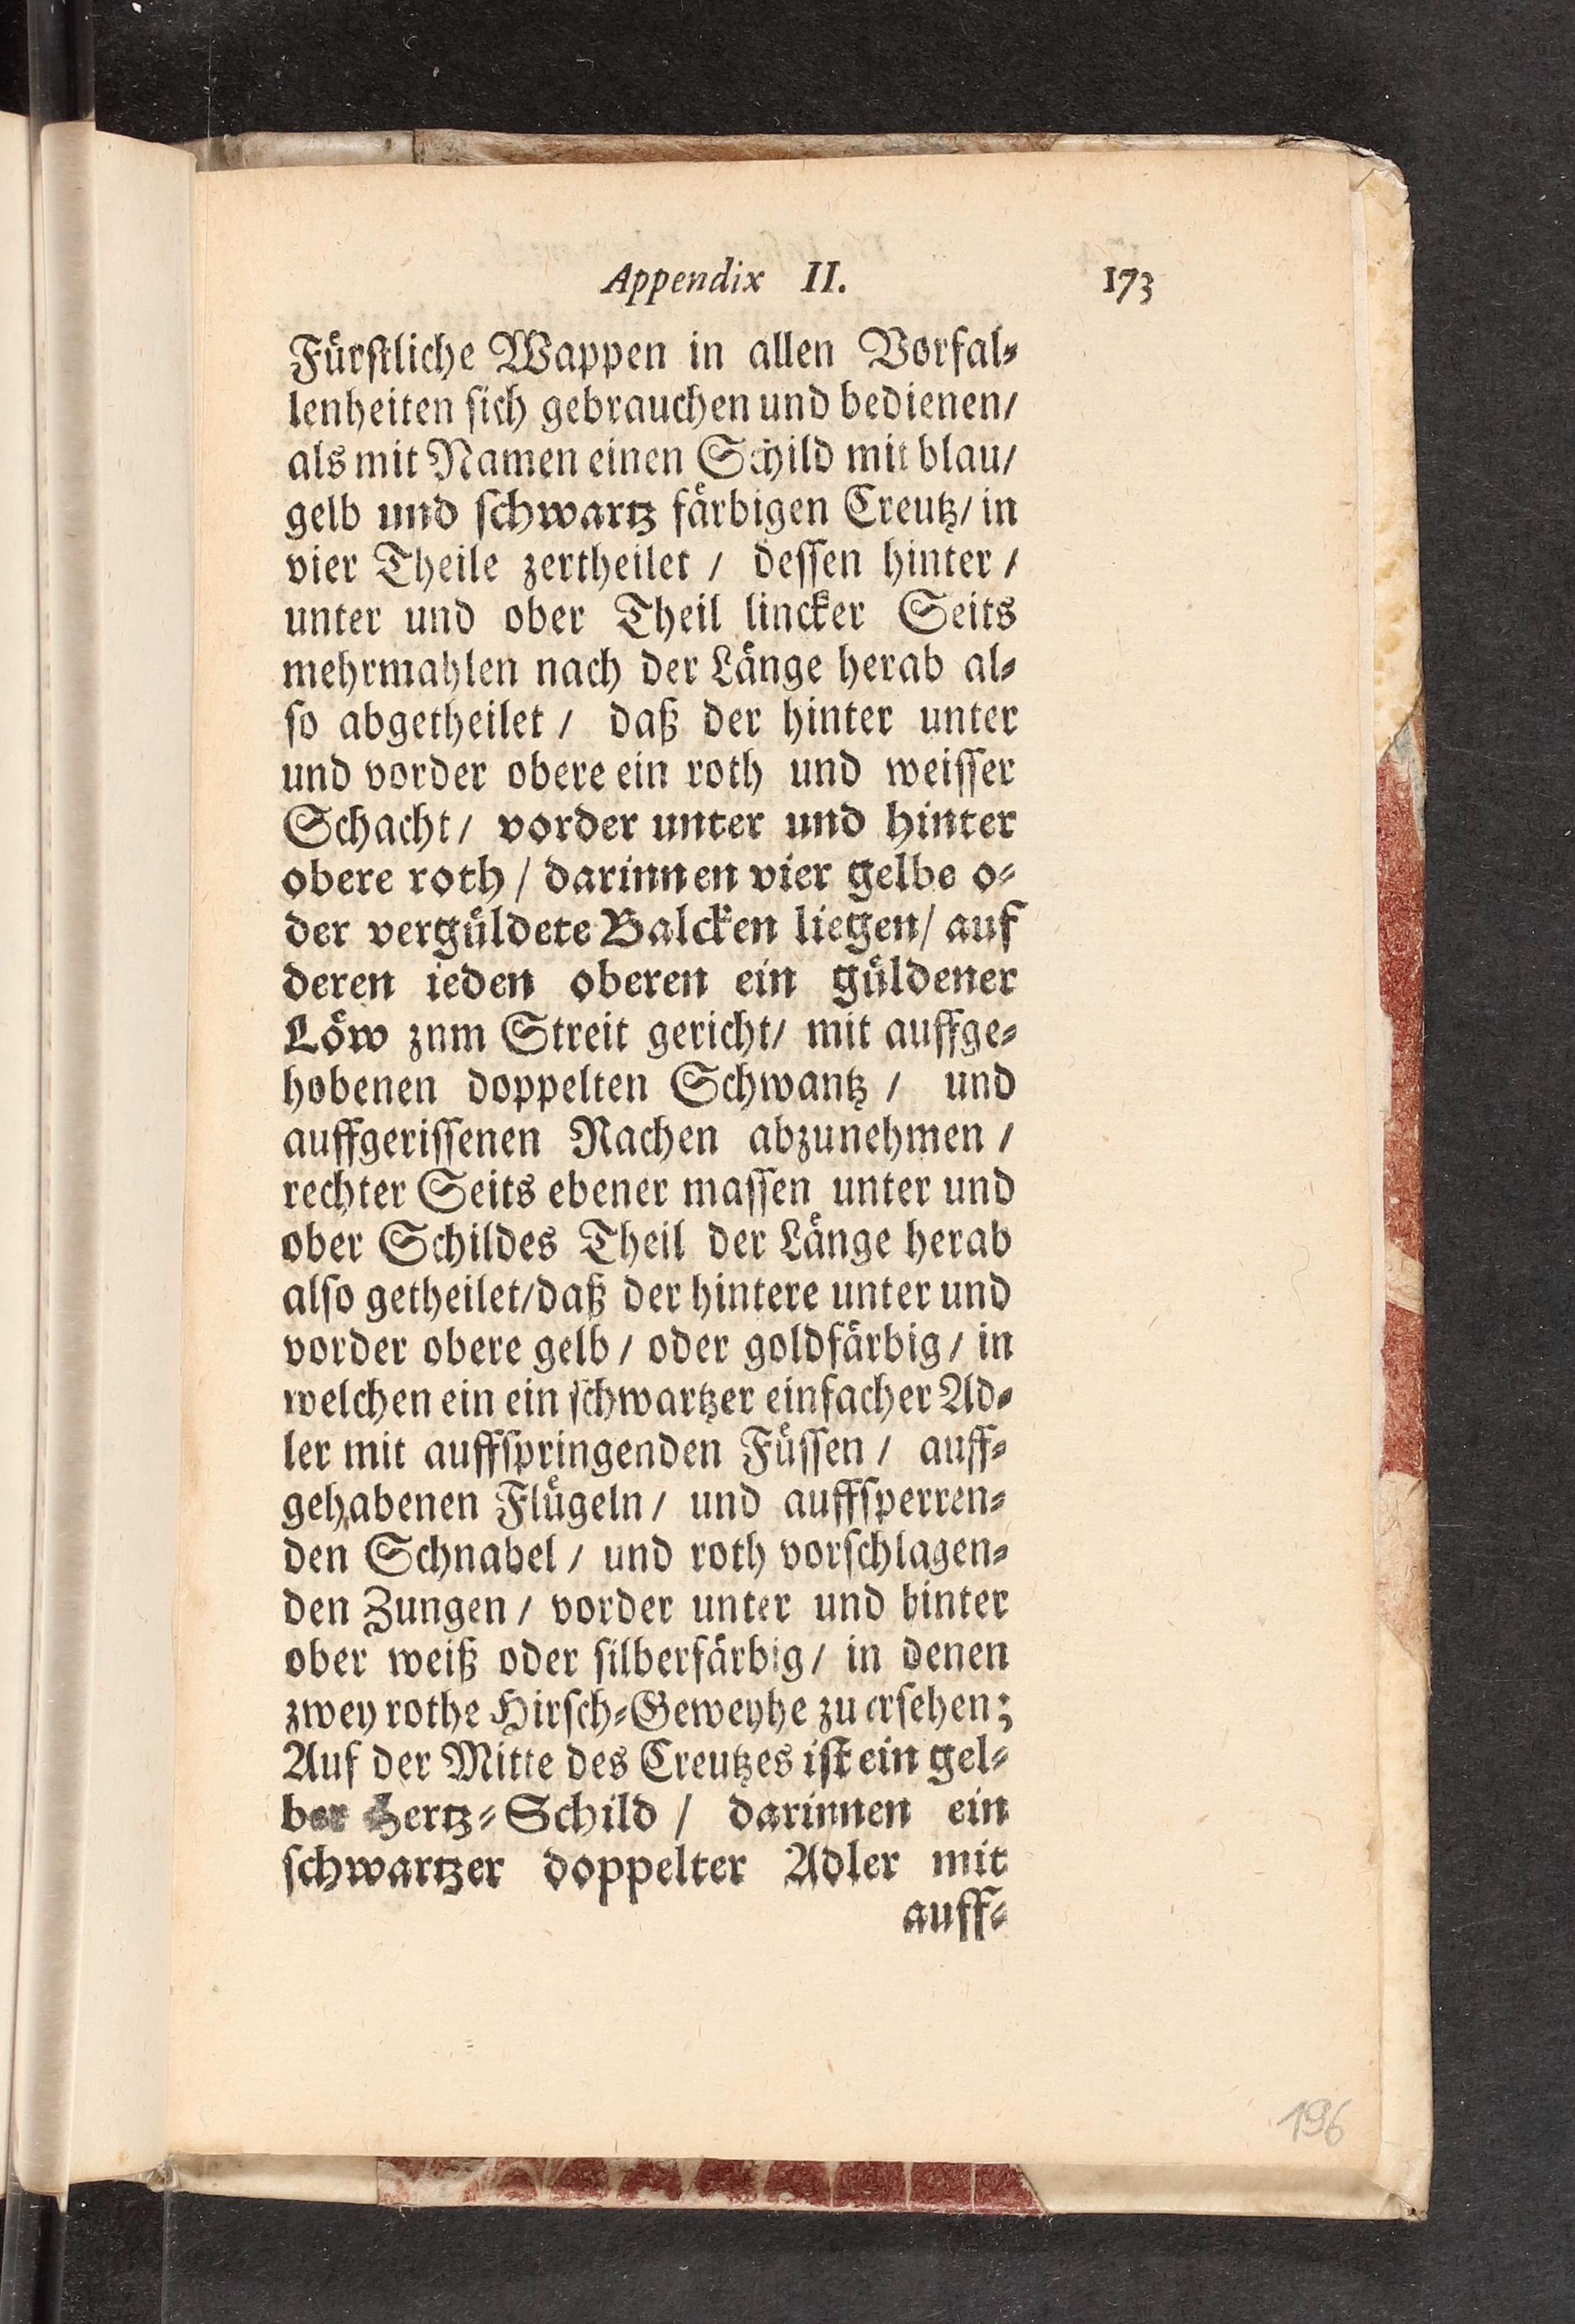 Appendix II. 173
Fürstliche Wappen in allen Vorfal-
lenheiten sich gebrauchen und bedienen/
als mit Namen einen Schild mit blau/
gelb und schwartz färbigen Creutz/ in
vier Theile zertheilet / dessen hinter /
unter und ober Theil lincker Seits
mehrmahlen nach der Länge herab al-
so abgetheilet / daß der hinter unter
und vorder obere ein roth und weisser
Schacht/ vorder unter und hinter
obere roth / darinnen vier gelbe o-
der vergüldete Balcken liegen/ auf
deren ieden oberen ein güldener
Löw znm Streit gericht/ mit auffge-
hobenen doppelten Schwantz / und
auffgerissenen Rachen abzunehmen /
rechter Seits ebener massen unter und
ober Schildes Theil der Länge herab
also getheilet/daß der hintere unter und
vorder obere gelb / oder goldfärbig / in
welchen ein ein schwartzer einfacher Ad-
ler mit auffspringenden Füssen / auff-
gehabenen Flügeln / und auffsperren-
den Schnabel / und roth vorschlagen-
den Zungen / vorder unter und hinter
ober weiß oder silberfärbig / in denen
zwey rothe Hirsch-Geweyhe zu ersehen;
Auf der Mitte des Creutzes ist ein gel-
ber Hertz-Schild / darinnen ein
schwartzer doppelter Adler mit
auff-
196